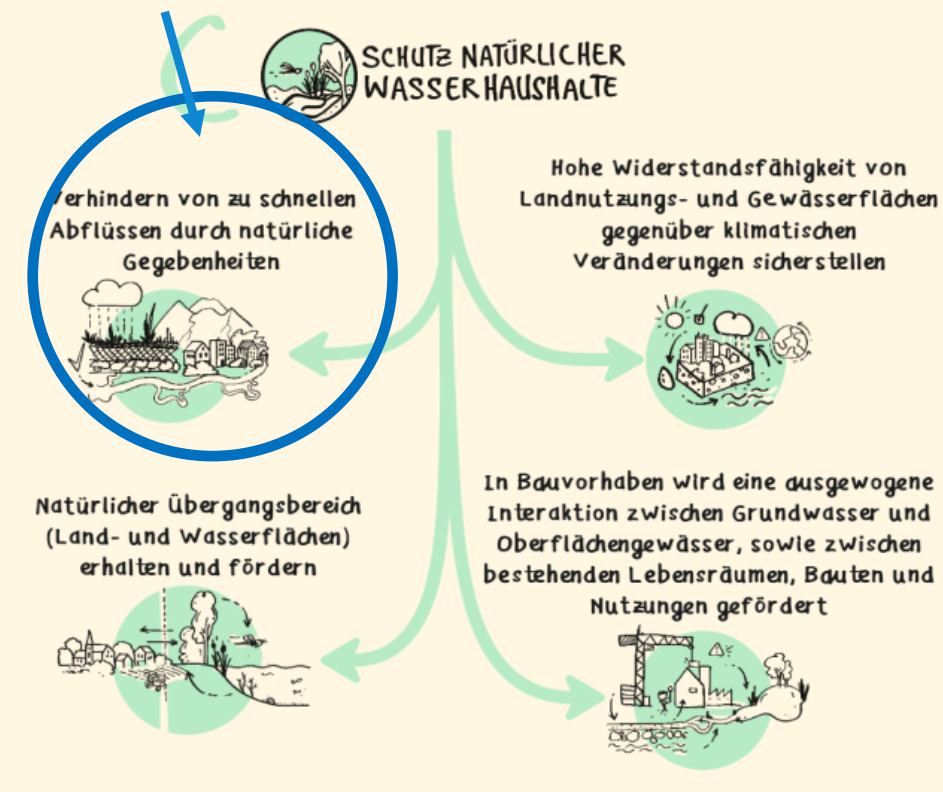 SCHUTZ NATÜRLICHER
WASSERHAUSHALTE
Verhindern von zu schnellen
Abflüssen durch natürliche
Gegebenheiten
Hohe Widerstandsfähigkeit von
Landnutzungs- und Gewässerflächen
gegenüber klimatischen
Veränderungen sicherstellen
Natürlicher Übergangsbereich
(Land- und Wasserflächen)
erhalten und fördern
In Bauvorhaben wird eine ausgewogene
Interaktion zwischen Grundwasser und
Oberflächengewässer, sowie zwischen
bestehenden Lebensräumen, Bauten und
Nutzungen gefördert